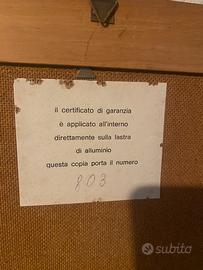 il certificato di garanzia
è applicato all'interno
direttamente sulla lastra
di alluminio
questa copia porta il numero
803
subito